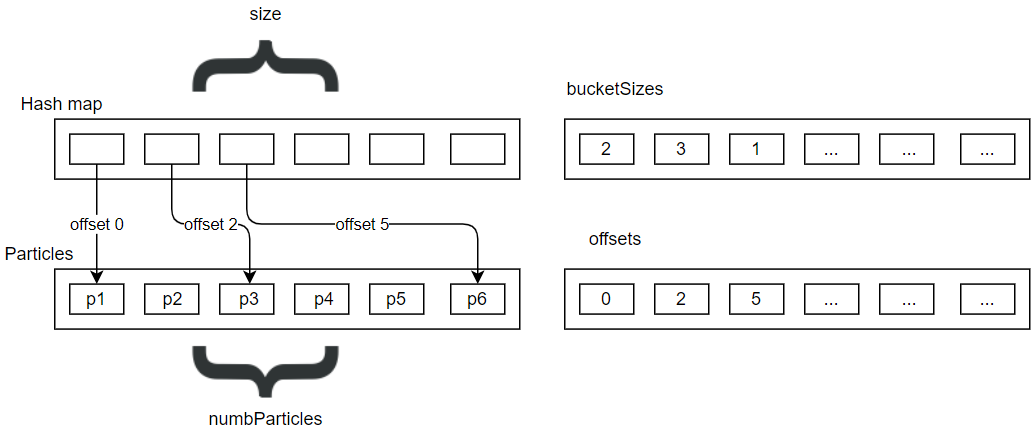 size
Hash map
bucketSizes
2 3 1 ... ... ...
offset 0 offset 2 offset 5
offsets
Particles
p1 p2 p3 p4 p5 p6
0 2 5 ... ... ...
numbParticles